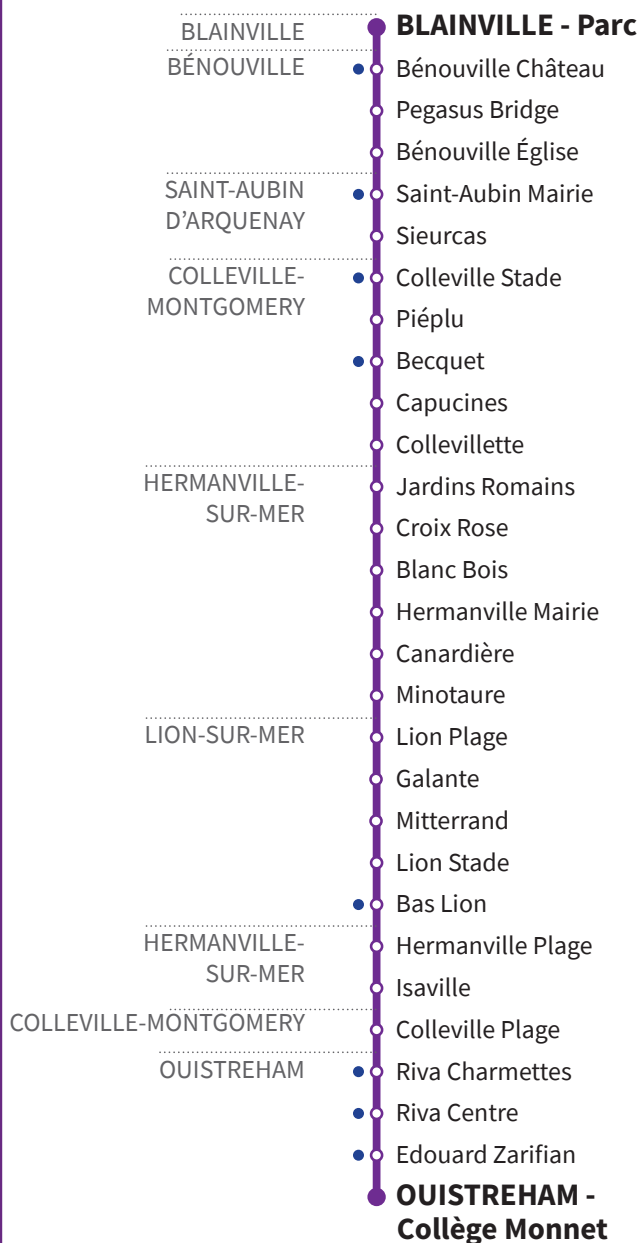 BLAINVILLE
BLAINVILLE - Parc
BÉNOUVILLE
Bénouville Château
Pegasus Bridge
Bénouville Église
SAINT-AUBIN
D'ARQUENAY
Saint-Aubin Mairie
Sieurcas
COLLEVILLE-
MONTGOMERY
Colleville Stade
Piéplu
Becquet
Capucines
Collevillette
HERMANVILLE-
SUR-MER
Jardins Romains
Croix Rose
Blanc Bois
Hermanville Mairie
Canardière
Minotaure
LION-SUR-MER
Lion Plage
Galante
Mitterrand
Lion Stade
Bas Lion
HERMANVILLE-
SUR-MER
Hermanville Plage
Isaville
COLLEVILLE-MONTGOMERY
Colleville Plage
OUISTREHAM
Riva Charmettes
Riva Centre
Edouard Zarifian
OUISTREHAM -
Collège Monnet